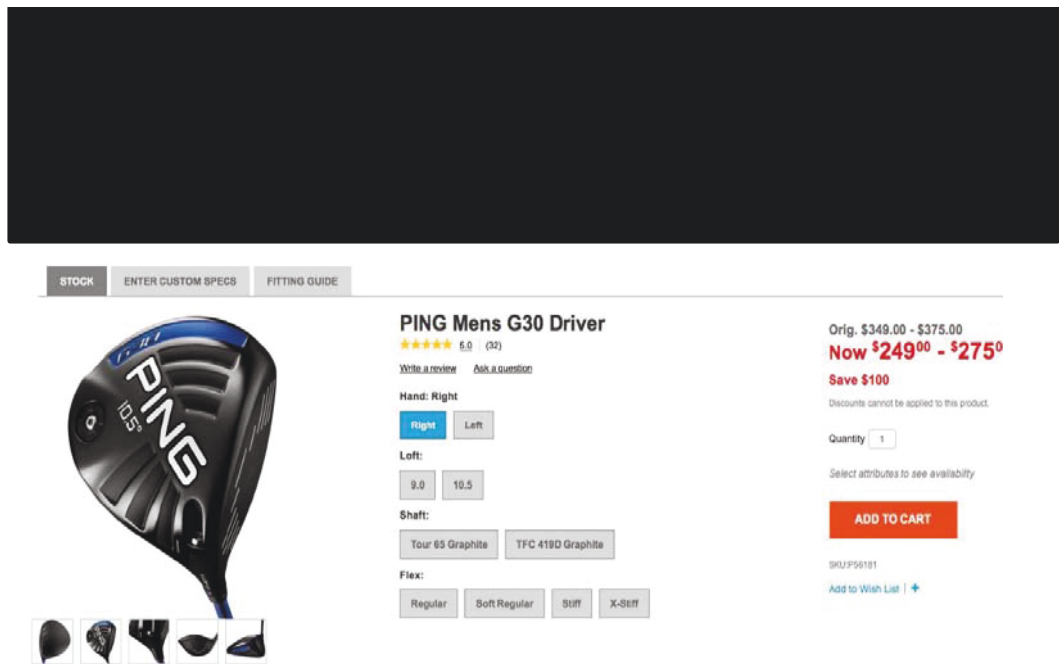 STOCK ENTER CUSTOM SPECS FITTING GUIDE
PING Mens G30 Driver
5.0 | (32)
Write a review Ask a question
Hand: Right
Right Left
Loft:
9.0 10.5
Shaft:
Tour 65 Graphite TFC 419D Graphite
Flex:
Regular Soft Regular Stiff X-Stiff
G30
PING
10.5°
Orig. $349.00 - $375.00
Now $24900 - $2750
Save $100
Discounts cannot be applied to this product.
Quantity 1
Select attributes to see availability
ADD TO CART
SKU:P56181
Add to Wish List | +